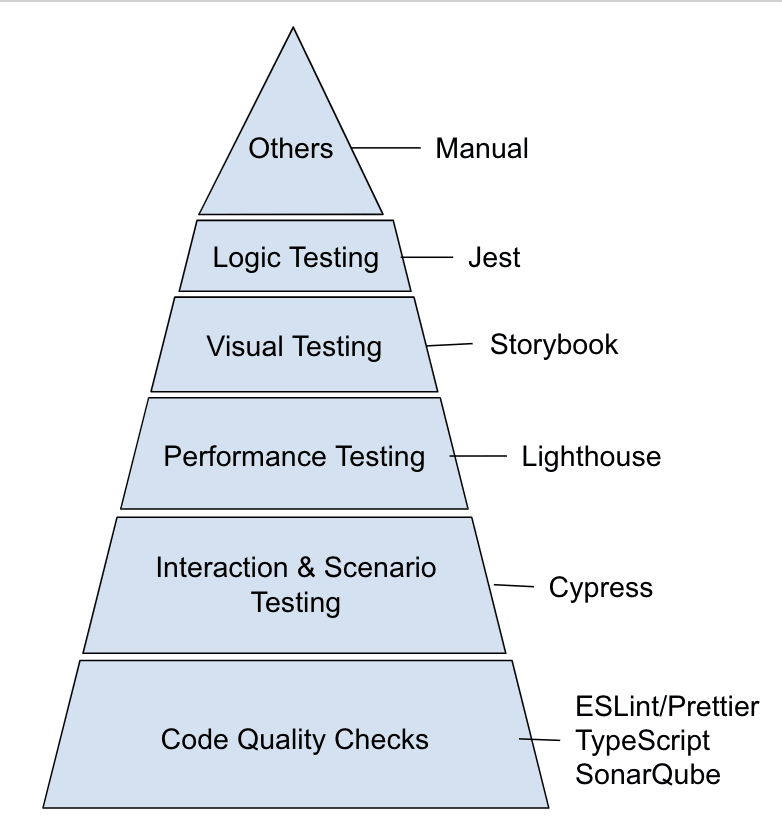 Others
Manual
Logic Testing
Jest
Visual Testing
Storybook
Performance Testing
Lighthouse
Interaction & Scenario
Testing
Cypress
Code Quality Checks
ESLint/Prettier
TypeScript
SonarQube